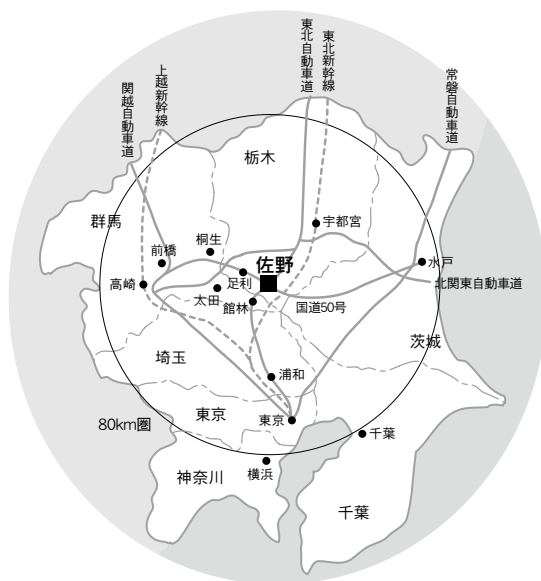 東北自動車道
東北新幹線
常磐自動車道
上越新幹線
関越自動車道
栃木
群馬
宇都宮
桐生
前橋
佐野
水戸
足利
高崎
北関東自動車道
太田
館林
国道50号
茨城
埼玉
浦和
東京
80km圏
東京
千葉
横浜
神奈川
千葉